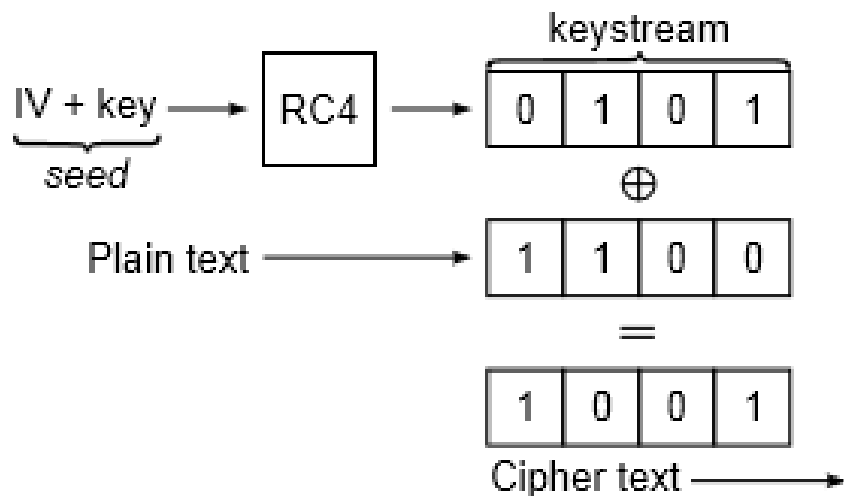 keystream
IV + key RC4 0 1 0 1
seed
⊕
Plain text 1 1 0 0
=
1 0 0 1
Cipher text